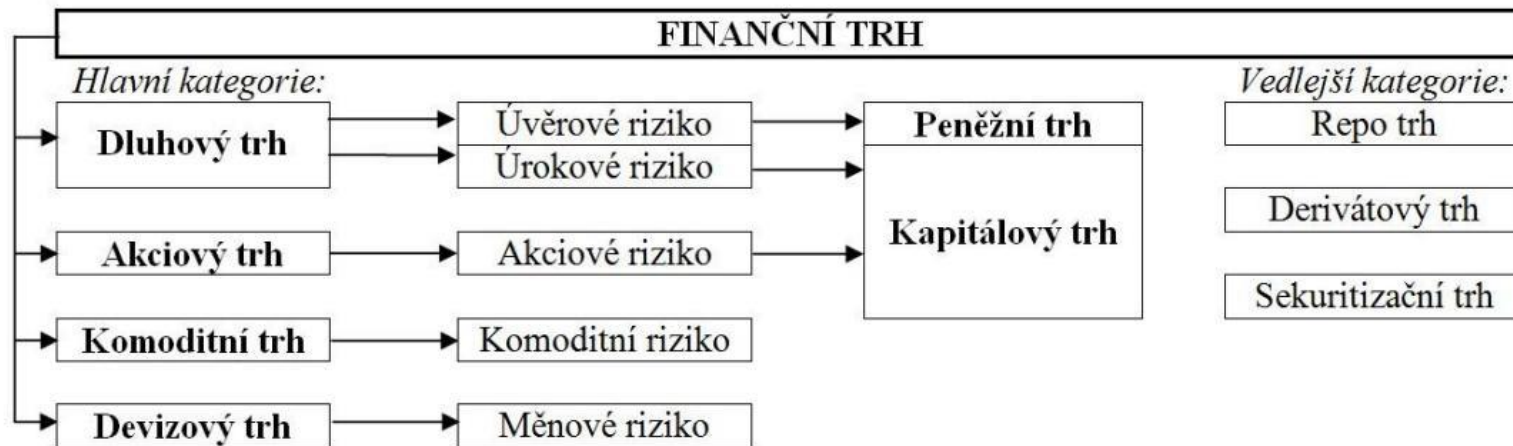 FINANČNÍ TRH
Hlavní kategorie:
Vedlejší kategorie:
Dluhový trh
Úvěrové riziko
Úrokové riziko
Peněžní trh
Kapitálový trh
Repo trh
Derivátový trh
Sekuritizační trh
Akciový trh
Akciové riziko
Komoditní trh
Komoditní riziko
Devizový trh
Měnové riziko